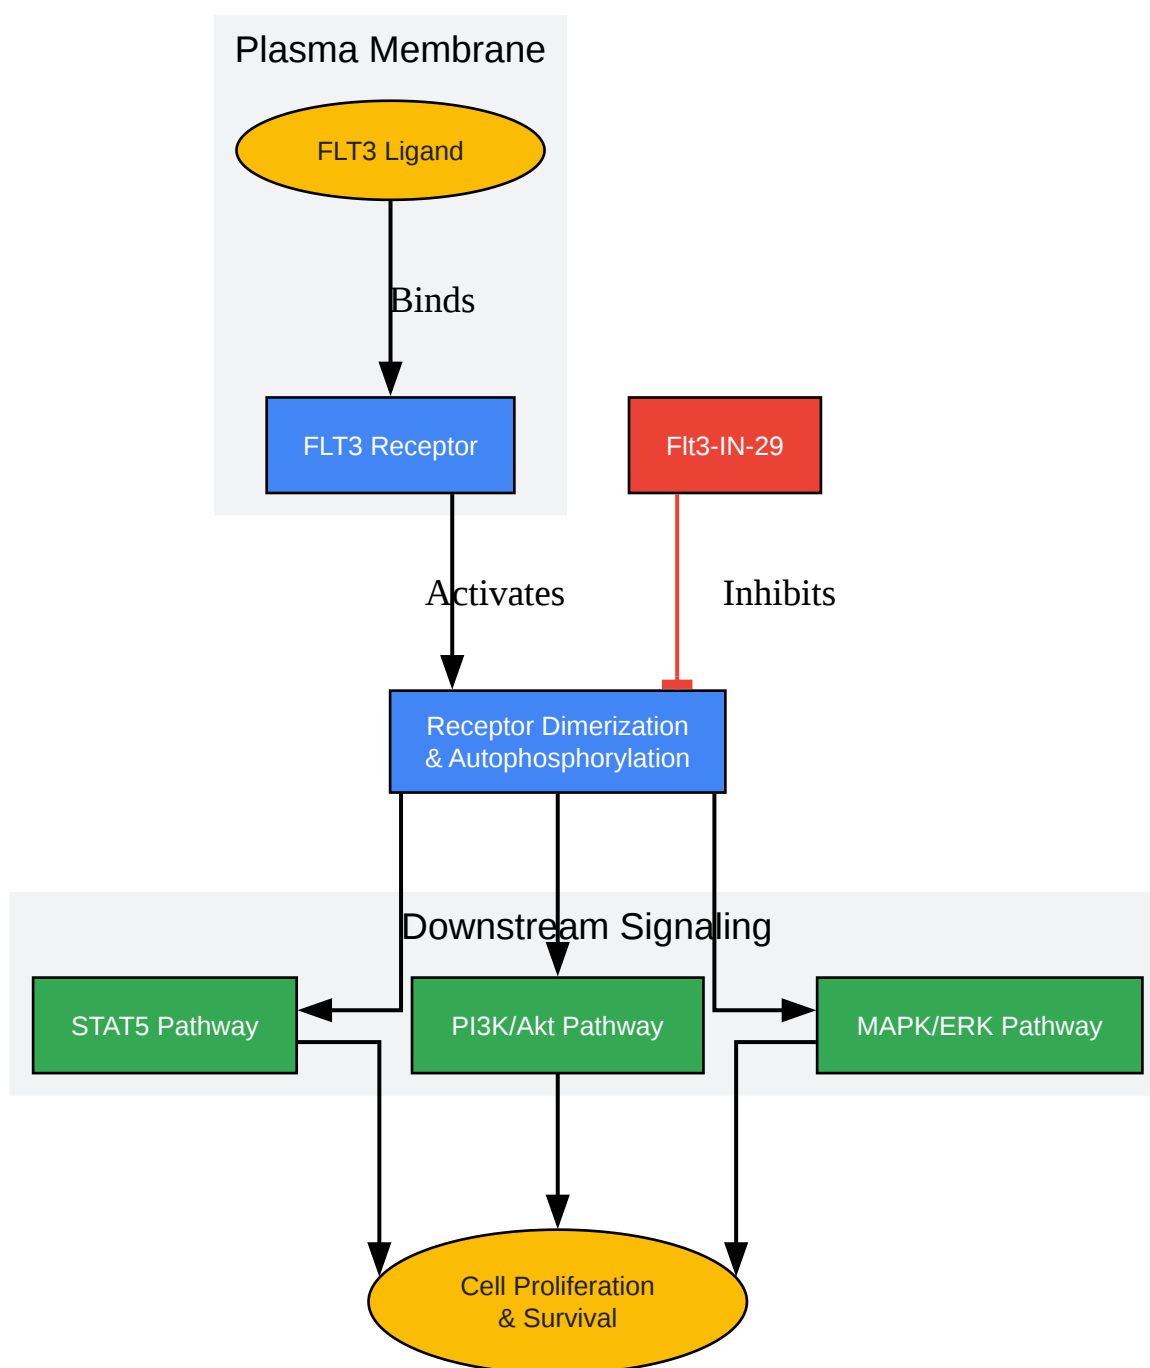 Plasma Membrane
FLT3 Ligand
Binds
FLT3 Receptor
Flt3-IN-29
Activates
Inhibits
Receptor Dimerization
& Autophosphorylation
Downstream Signaling
STAT5 Pathway
PI3K/Akt Pathway
MAPK/ERK Pathway
Cell Proliferation
& Survival